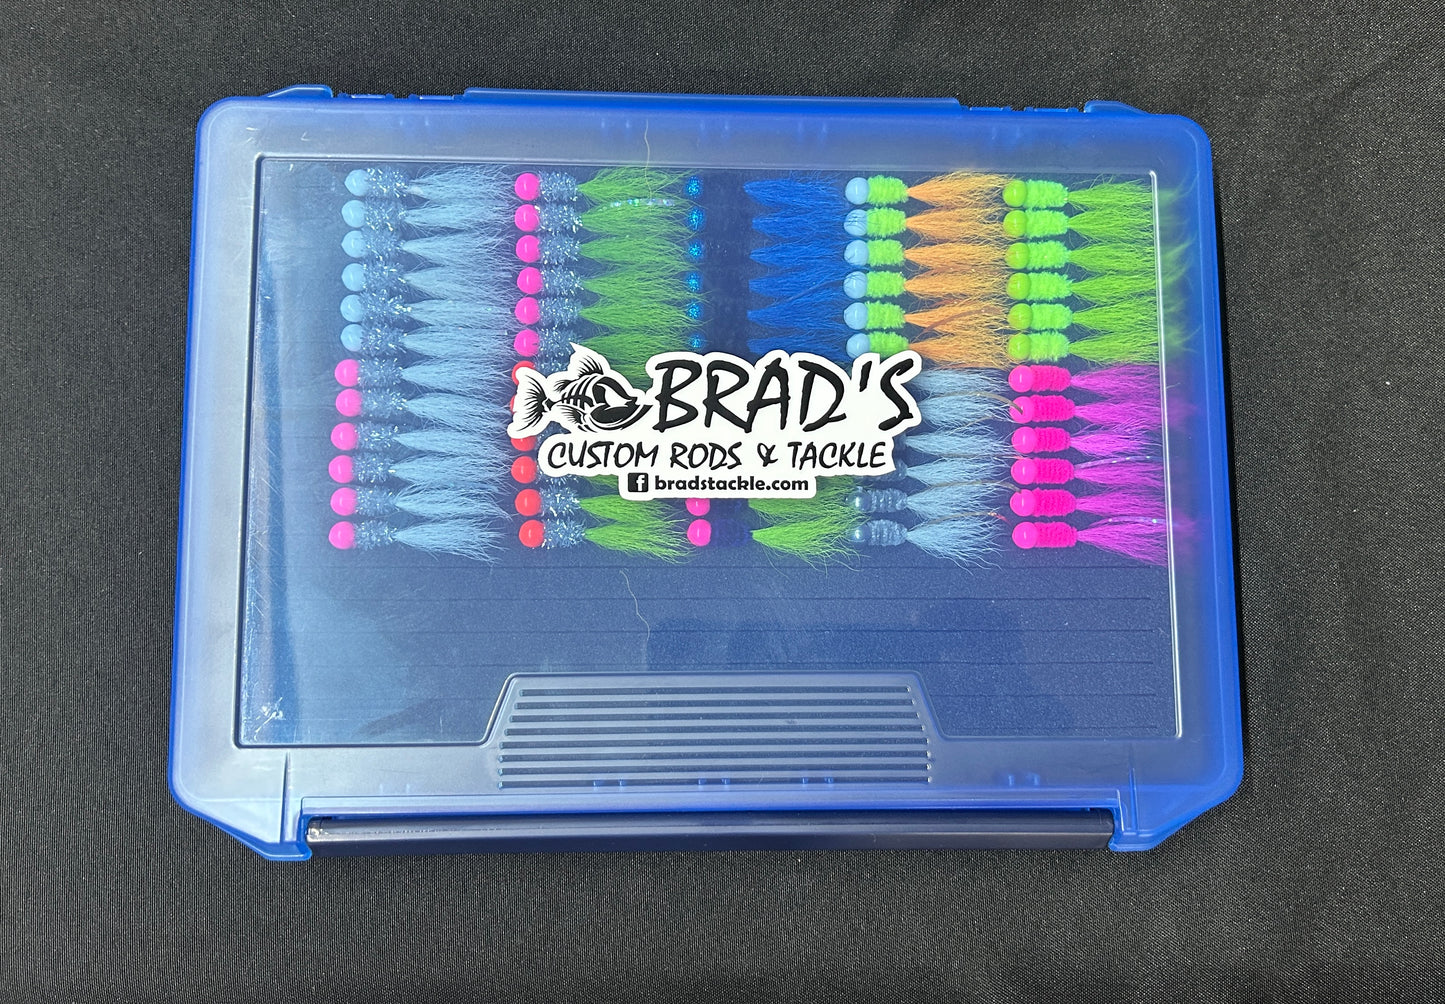 BRAD'S
CUSTOM RODS & TACKLE
f bradstackle.com